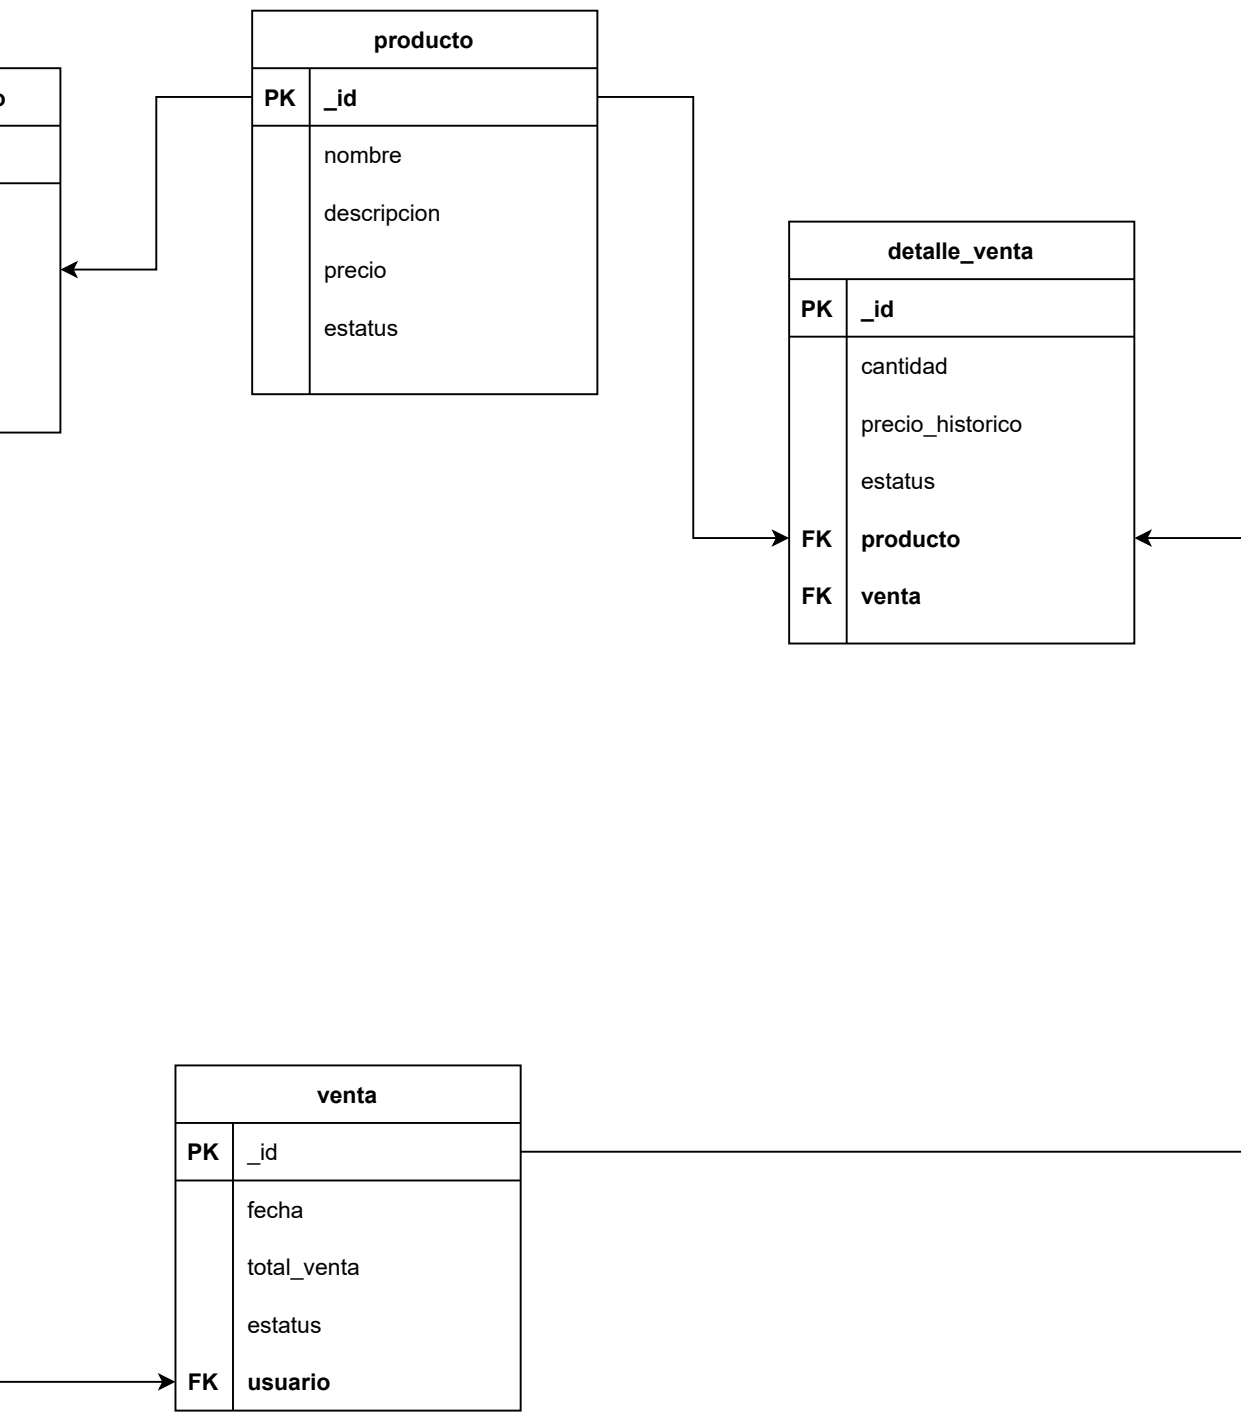 producto
PK _id
nombre
descripcion
precio
estatus
detalle_venta
PK _id
cantidad
precio_historico
estatus
FK producto
FK venta
venta
PK _id
fecha
total_venta
estatus
FK usuario